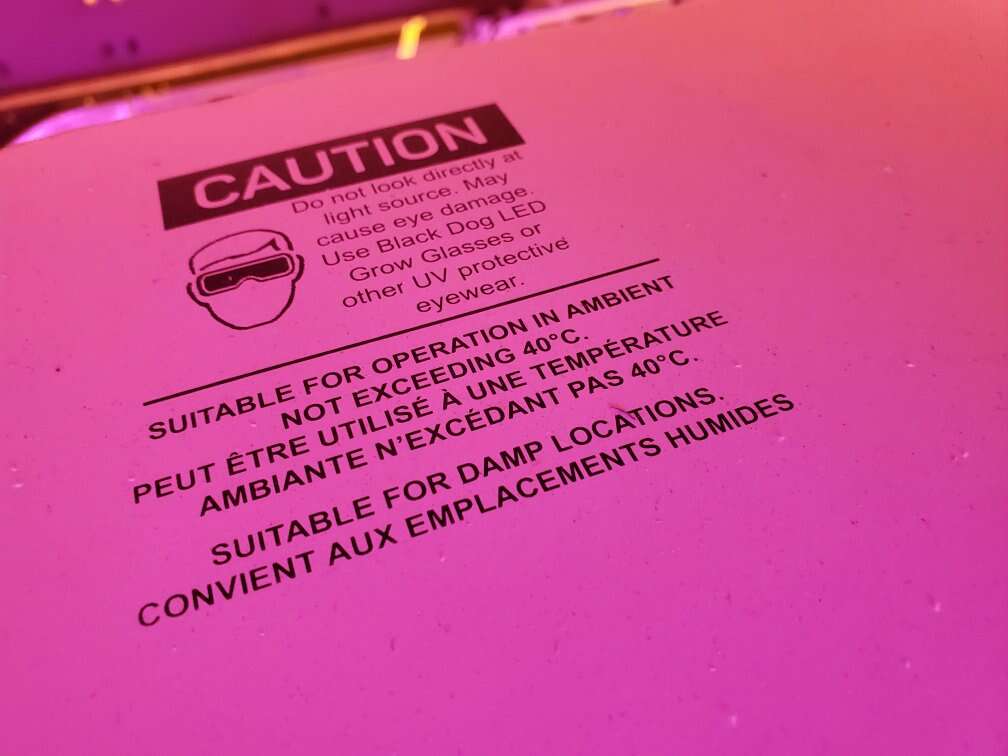 CAUTION
Do not look directly at
light source. May
cause eye damage.
Use Black Dog LED
Grow Glasses or
other UV protective
eyewear.
SUITABLE FOR OPERATION IN AMBIENT
NOT EXCEEDING 40°C.
PEUT ÊTRE UTILISÉ À UNE TEMPÉRATURE
AMBIANTE N'EXCÉDANT PAS 40°C.
SUITABLE FOR DAMP LOCATIONS.
CONVIENT AUX EMPLACEMENTS HUMIDES